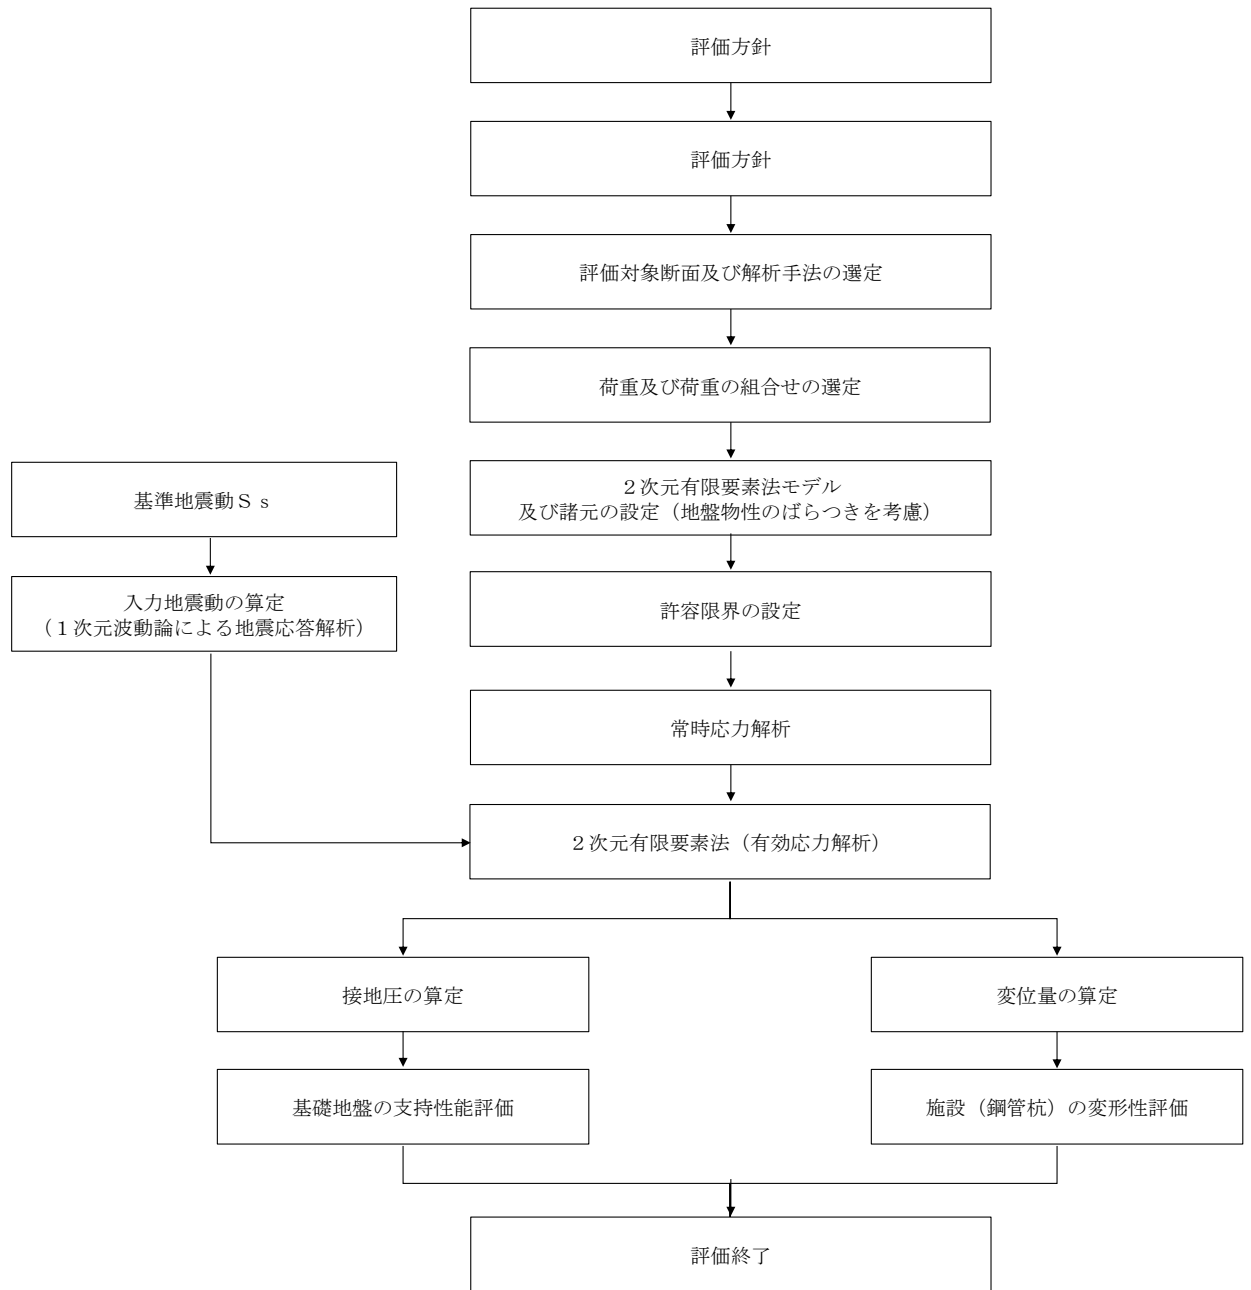 評価方針
評価方針
評価対象断面及び解析手法の選定
荷重及び荷重の組合せの選定
基準地震動Ｓｓ
２次元有限要素法モデル
及び諸元の設定（地盤物性のばらつきを考慮）
入力地震動の算定
（１次元波動論による地震応答解析）
許容限界の設定
常時応力解析
２次元有限要素法（有効応力解析）
接地圧の算定
変位量の算定
基礎地盤の支持性能評価
施設（鋼管杭）の変形性評価
評価終了